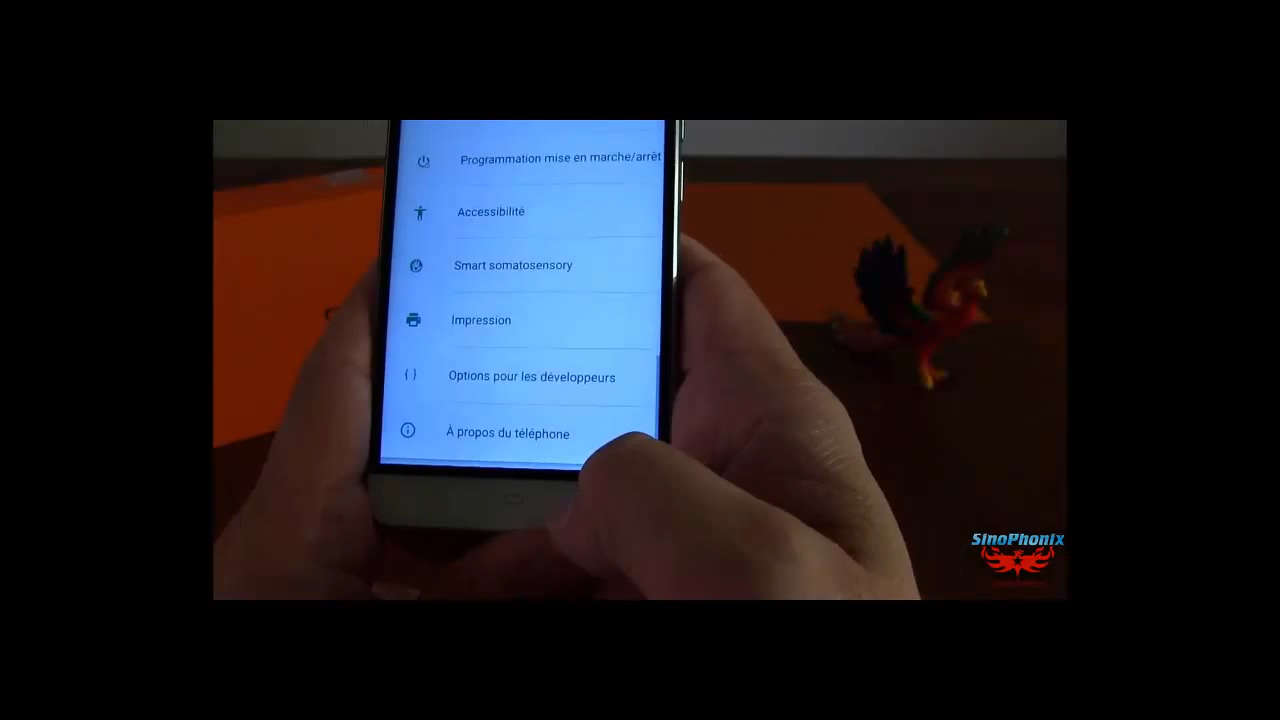 Programmation mise en marche/arrêt
Accessibilité
Smart somatosensory
Impression
Options pour les développeurs
À propos du téléphone
SinoPhonix